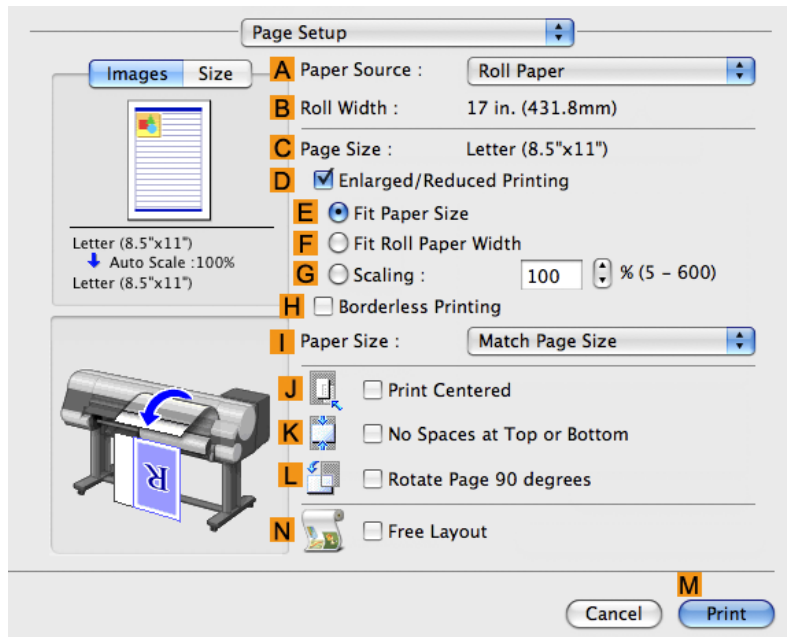 Page Setup
Images Size
A Paper Source : Roll Paper
B Roll Width : 17 in. (431.8mm)
C Page Size : Letter (8.5"x11")
D Enlarged/Reduced Printing
E Fit Paper Size
F Fit Roll Paper Width
Letter (8.5"x11")
Auto Scale :100%
Letter (8.5"x11")
G Scaling : 100 % (5 – 600)
H Borderless Printing
I Paper Size : Match Page Size
J Print Centered
K No Spaces at Top or Bottom
L Rotate Page 90 degrees
R
N Free Layout
M
Cancel Print